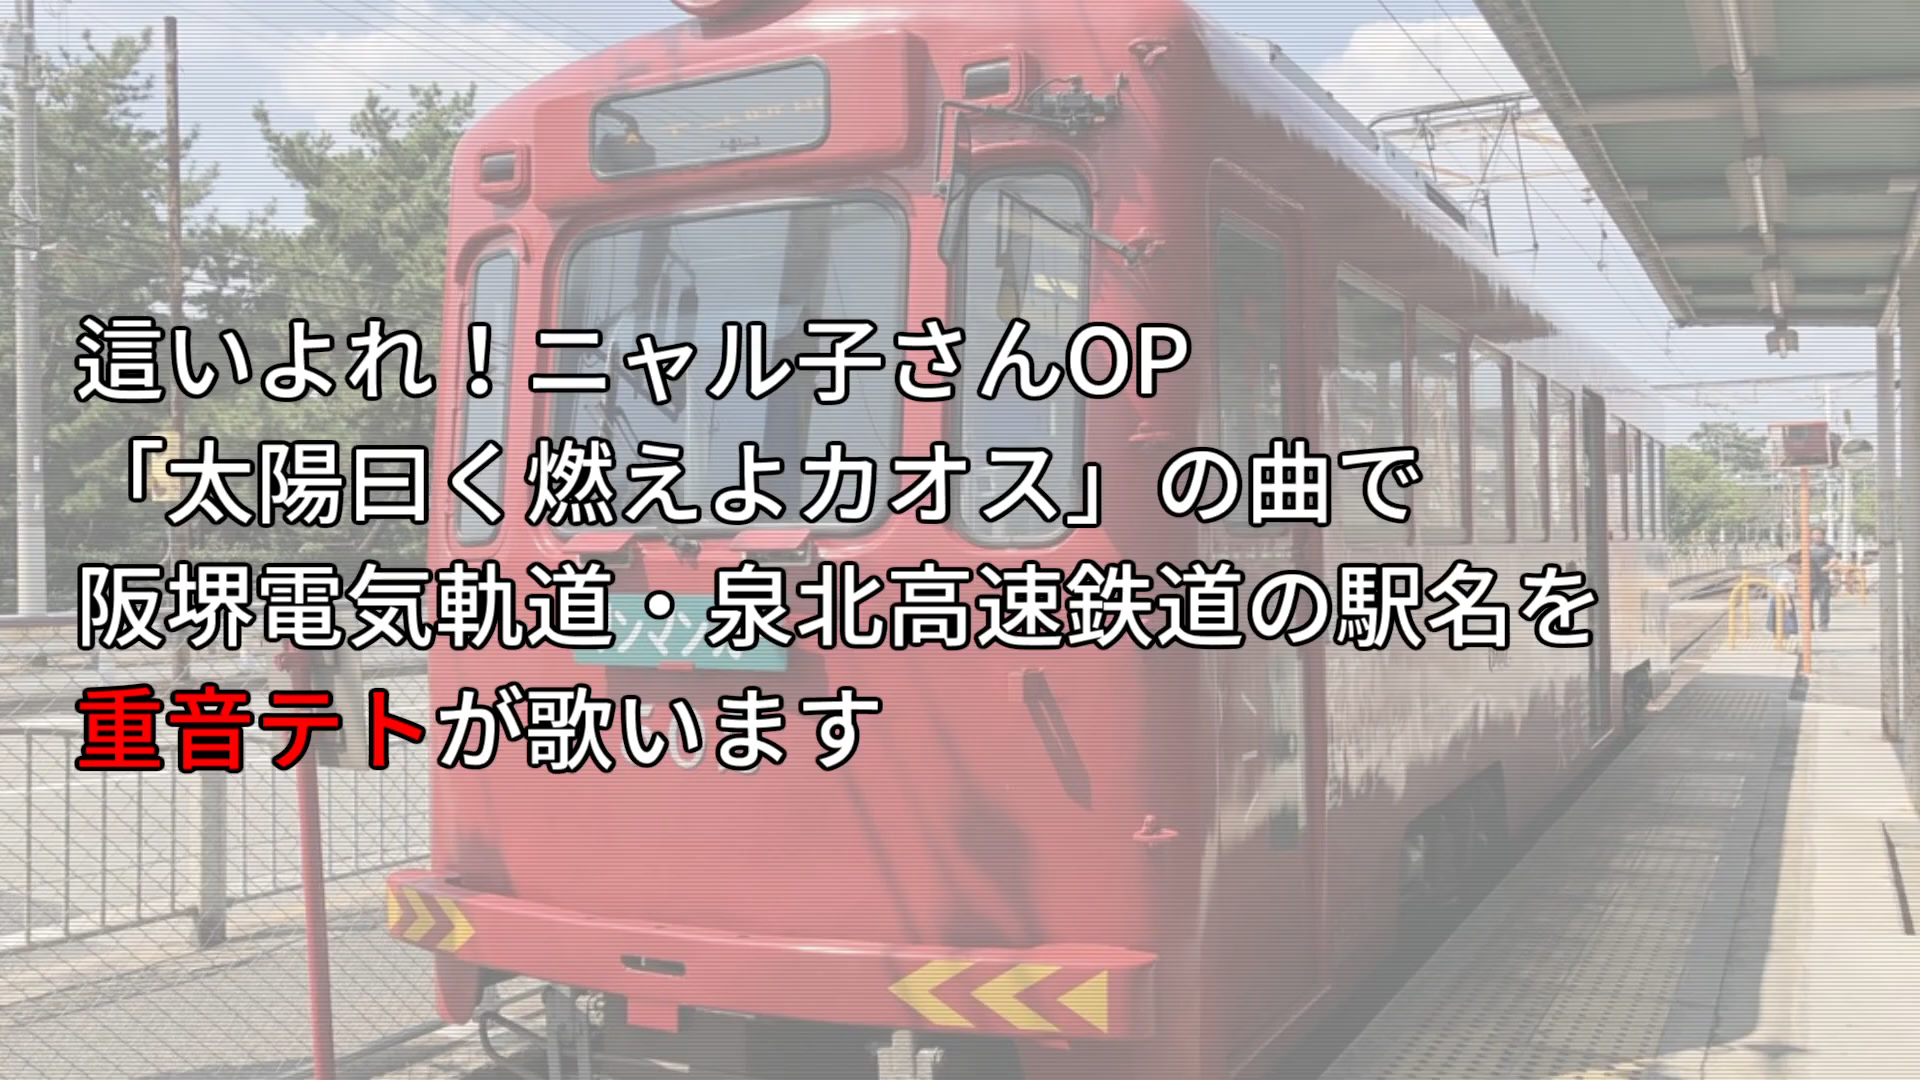 這いよれ！ニャル子さんOP
「太陽曰く燃えよカオス」の曲で
阪堺電気軌道・泉北高速鉄道の駅名を
重音テトが歌います